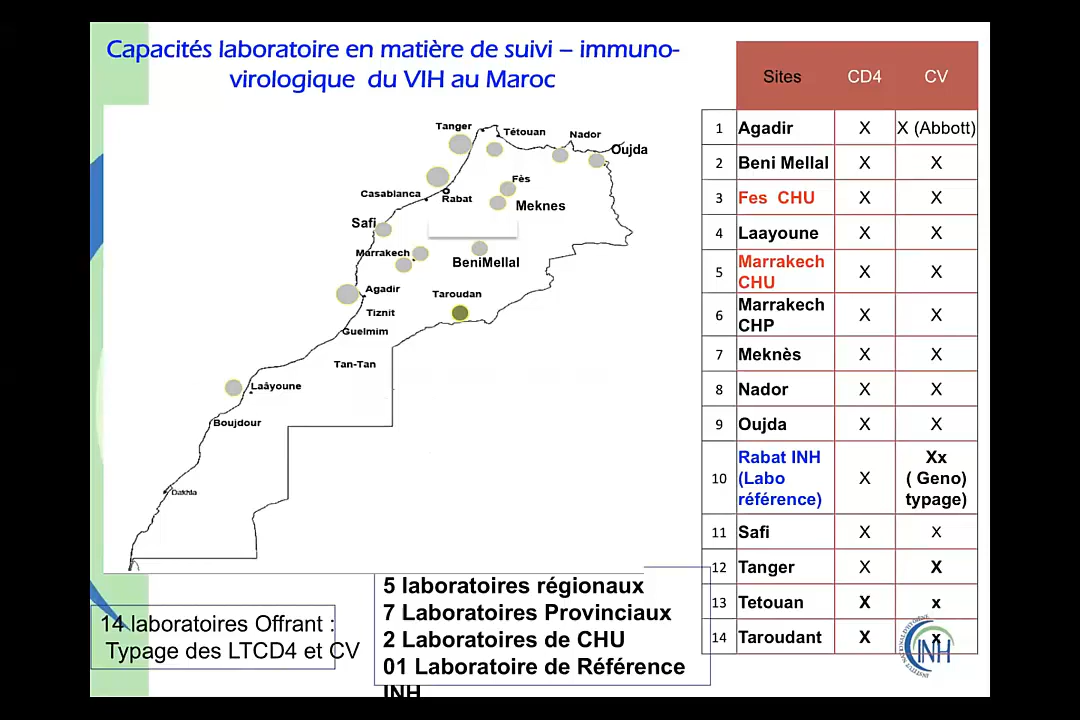 Capacités laboratoire en matière de suivi – immuno-
virologique du VIH au Maroc
Tanger
Tétouan
Nador
Oujda
Fès
Casablanca
Rabat
Meknes
Safi
Marrakech
BeniMellal
Agadir
Taroudan
Tiznit
Guelmim
Tan-Tan
Laâyoune
Boujdour
Dakhla
Sites CD4 CV
1 Agadir X X (Abbott)
2 Beni Mellal X X
3 Fes CHU X X
4 Laayoune X X
5 Marrakech CHU X X
6 Marrakech CHP X X
7 Meknès X X
8 Nador X X
9 Oujda X X
10 Rabat INH (Labo référence) X Xx ( Geno) typage)
11 Safi X X
12 Tanger X X
13 Tetouan X x
14 Taroudant X x
14 laboratoires Offrant :
Typage des LTCD4 et CV
5 laboratoires régionaux
7 Laboratoires Provinciaux
2 Laboratoires de CHU
01 Laboratoire de Référence
INH
INH